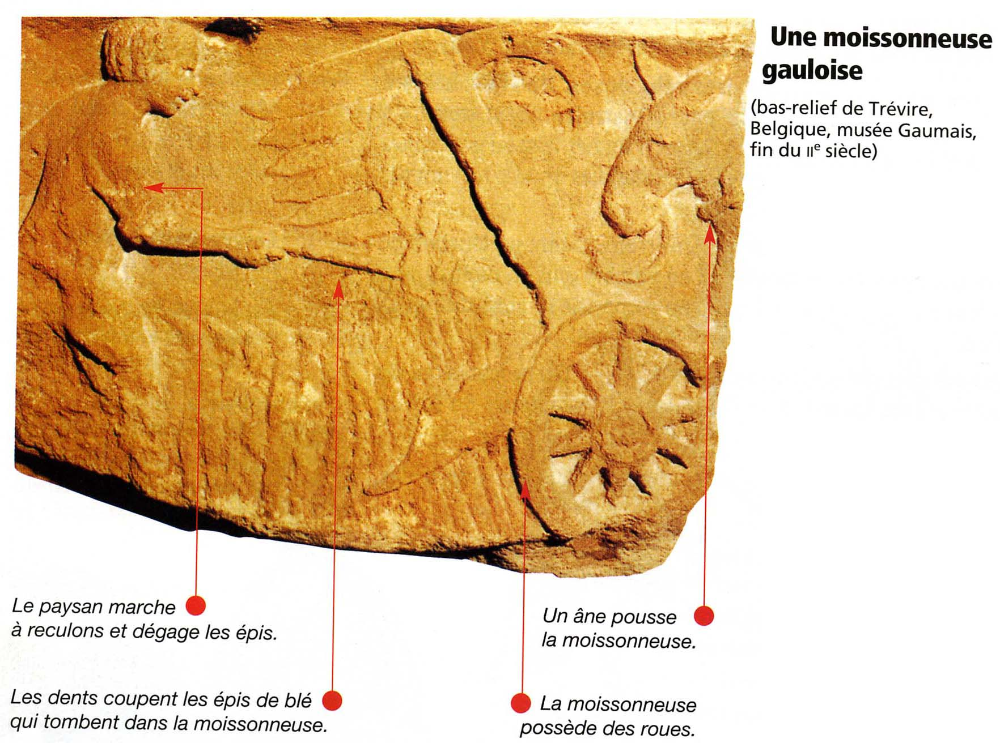 Une moissonneuse
gauloise
(bas-relief de Trévire,
Belgique, musée Gaumais,
fin du IIe siècle)
Le paysan marche
à reculons et dégage les épis.
Un âne pousse
la moissonneuse.
Les dents coupent les épis de blé
qui tombent dans la moissonneuse.
La moissonneuse
possède des roues.